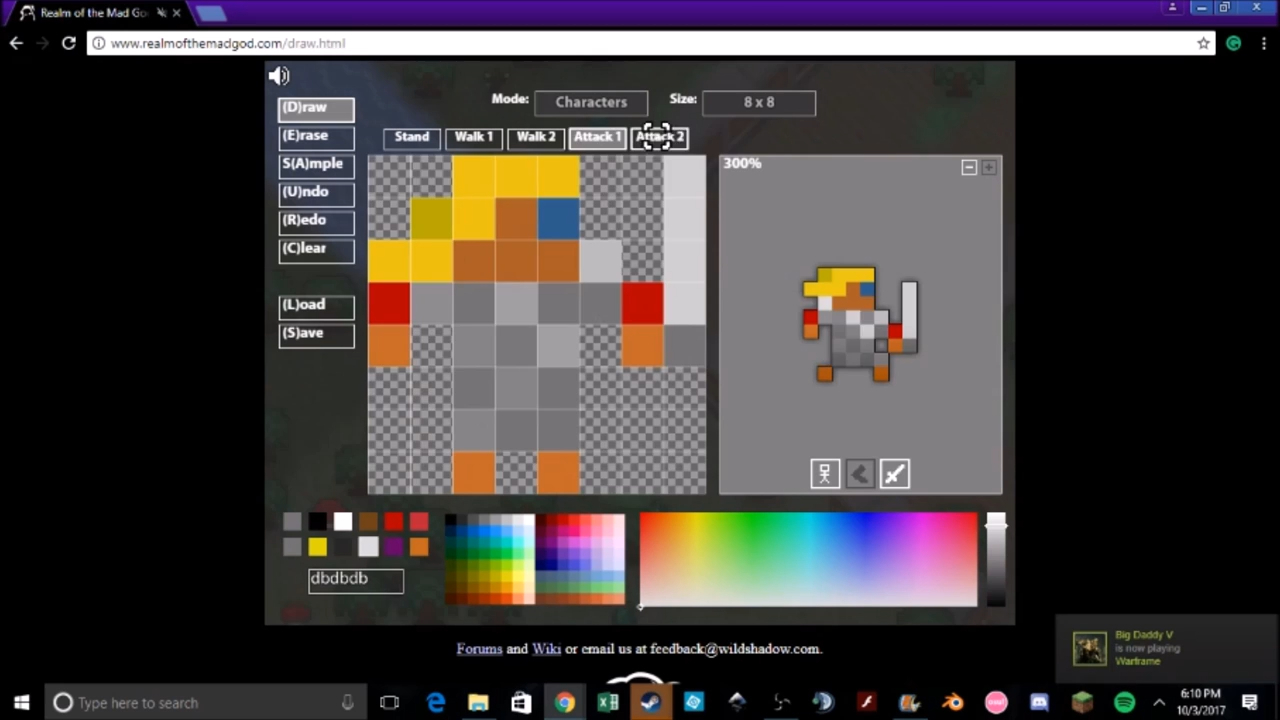 Realm of the Mad Go
www.realmofthemadgod.com/draw.html
Mode: Characters Size: 8 x 8
(D)raw
(E)rase
S(A)mple
(U)ndo
(R)edo
(C)lear
(L)oad
(S)ave
Stand Walk 1 Walk 2 Attack 1 Attack 2
300%
dbdbdb
Forums and Wiki or email us at feedback@wildshadow.com.
Big Daddy V
is now playing
Warframe
Type here to search
6:10 PM
10/3/2017